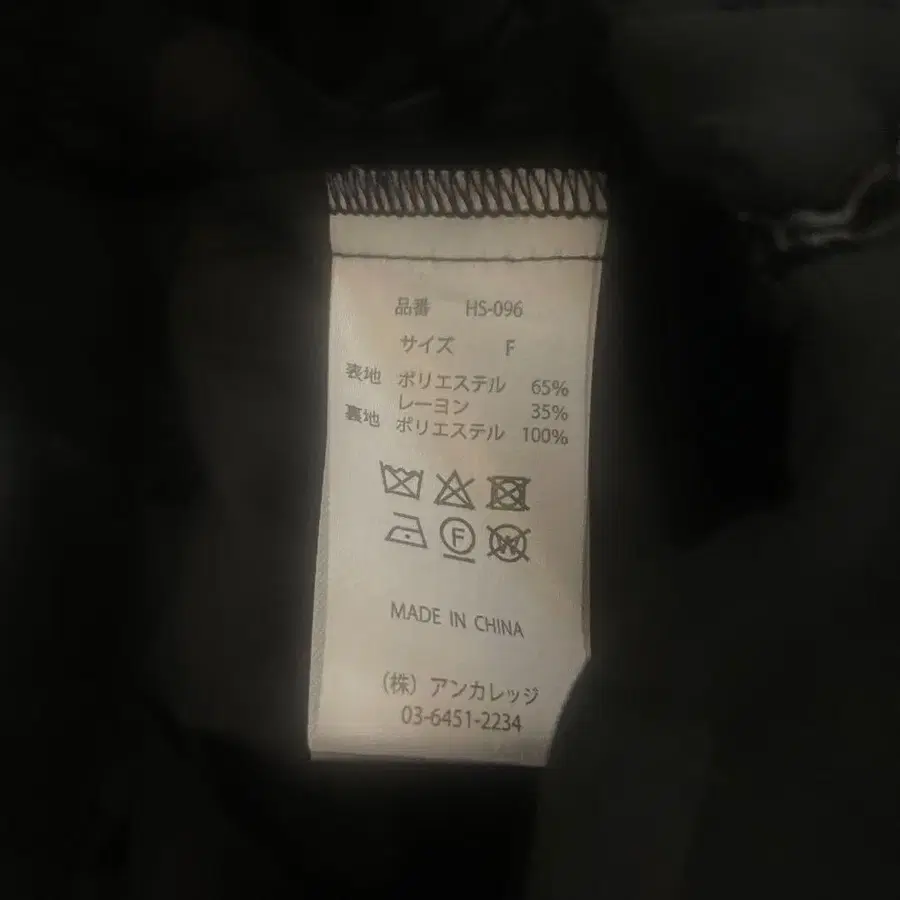 品番 HS-096
サイズ F
表地 ポリエステル 65%
レーヨン 35%
裏地 ポリエステル 100%
F
W
MADE IN CHINA
(株) アンカレッジ
03-6451-2234